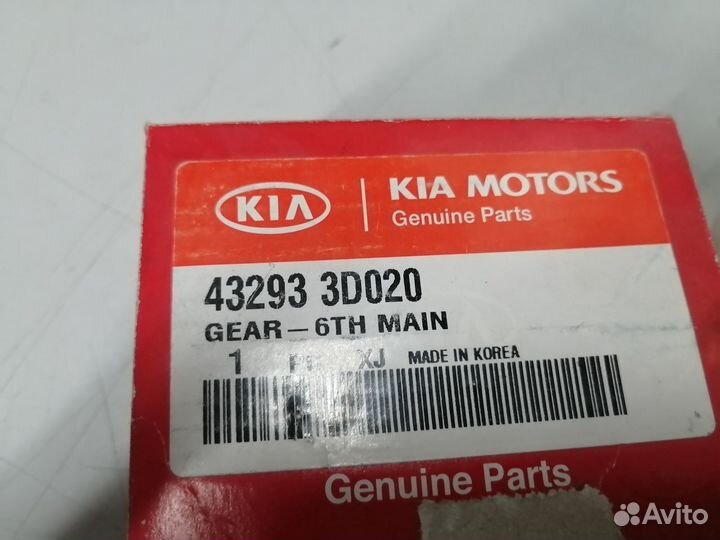 KIA
KIA MOTORS
Genuine Parts
43293 3D020
GEAR – 6TH MAIN
1 XJ MADE IN KOREA
Genuine Parts
Avito